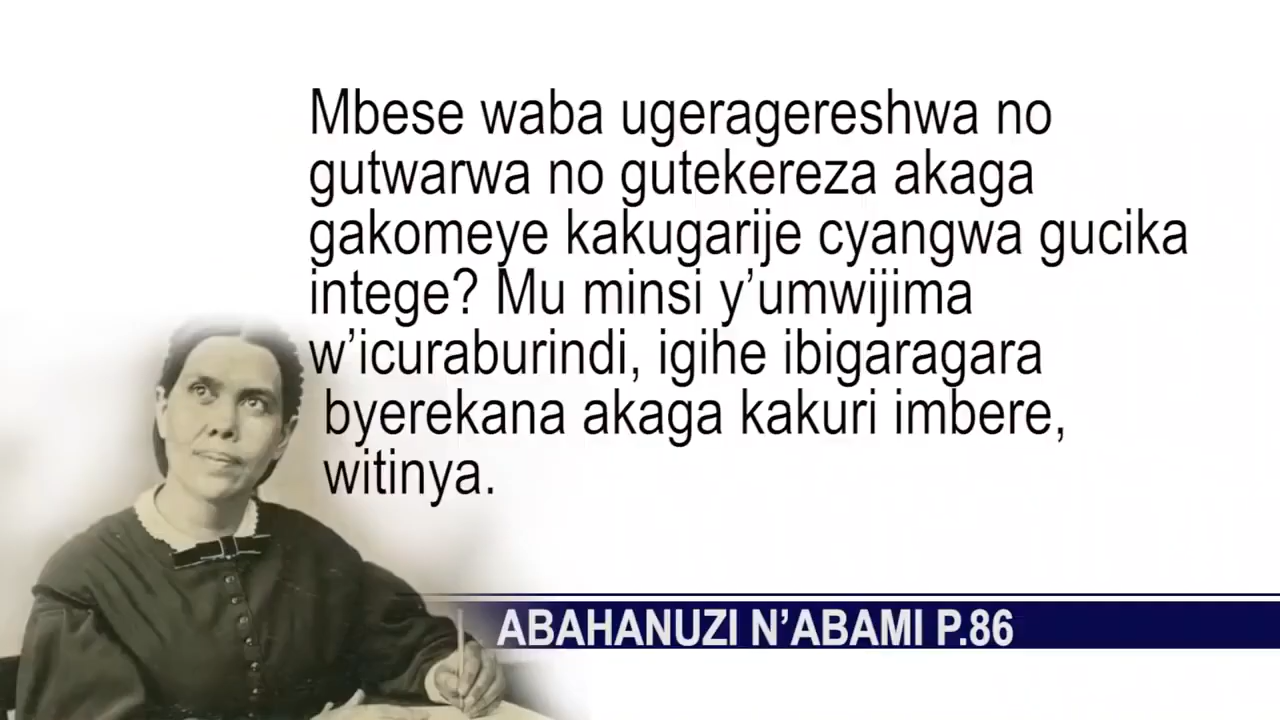 Mbese waba ugeragereshwa no
gutwarwa no gutekereza akaga
gakomeye kakugarije cyangwa gucika
intege? Mu minsi y’umwijima
w’icuraburindi, igihe ibigaragara
byerekana akaga kakuri imbere,
witinya.
ABAHANUZI N’ABAMI P.86